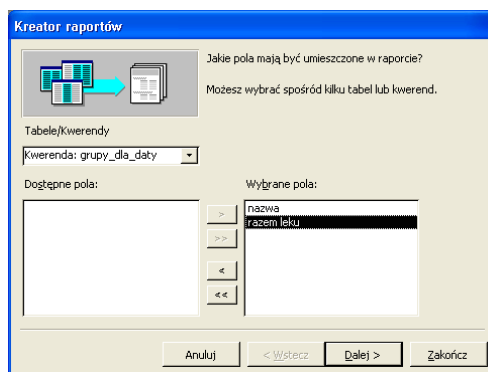 Kreator raportów
Jakie pola mają być umieszczone w raporcie?
Możesz wybrać spośród kilku tabel lub kwerend.
Tabele/Kwerendy
Kwerenda: grupy_dla_daty
Dostępne pola:
Wybrane pola:
nazwa
razem leku
>
>>
<
<<
Anuluj
< Wstecz
Dalej >
Zakończ